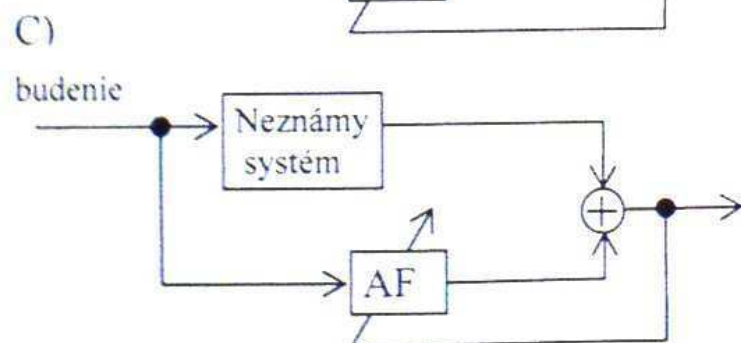 C)
budenie
Neznámy
systém
+
AF